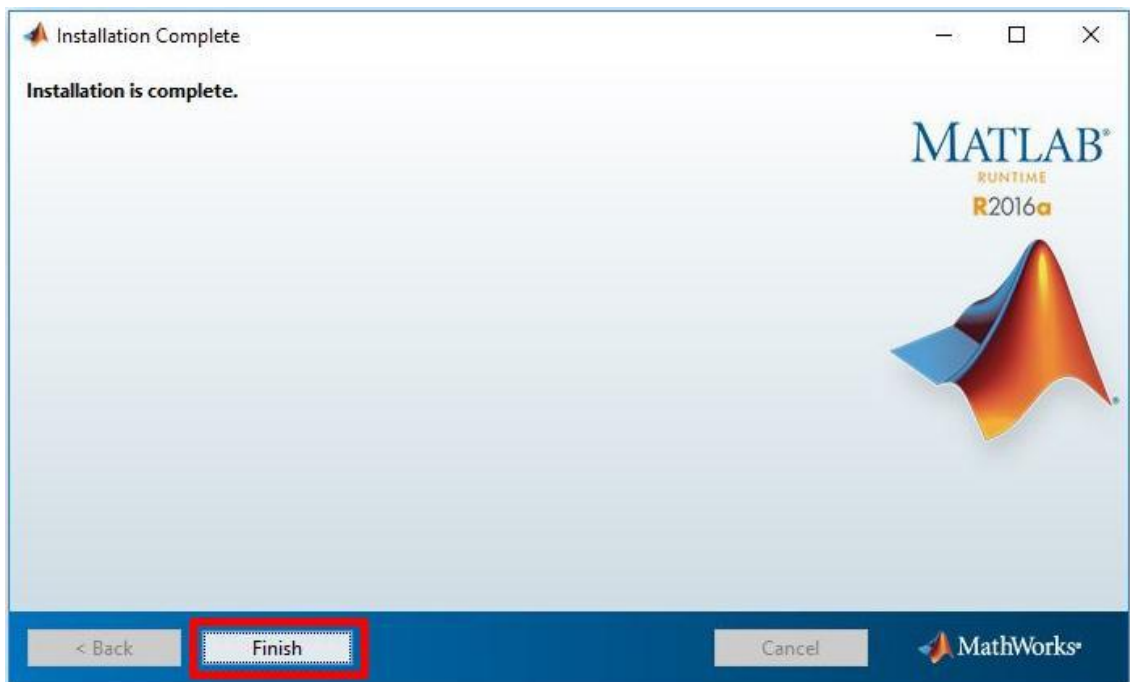 Installation Complete
Installation is complete.
MATLAB®
RUNTIME
R2016a
®
< Back
Finish
Cancel
MathWorks®